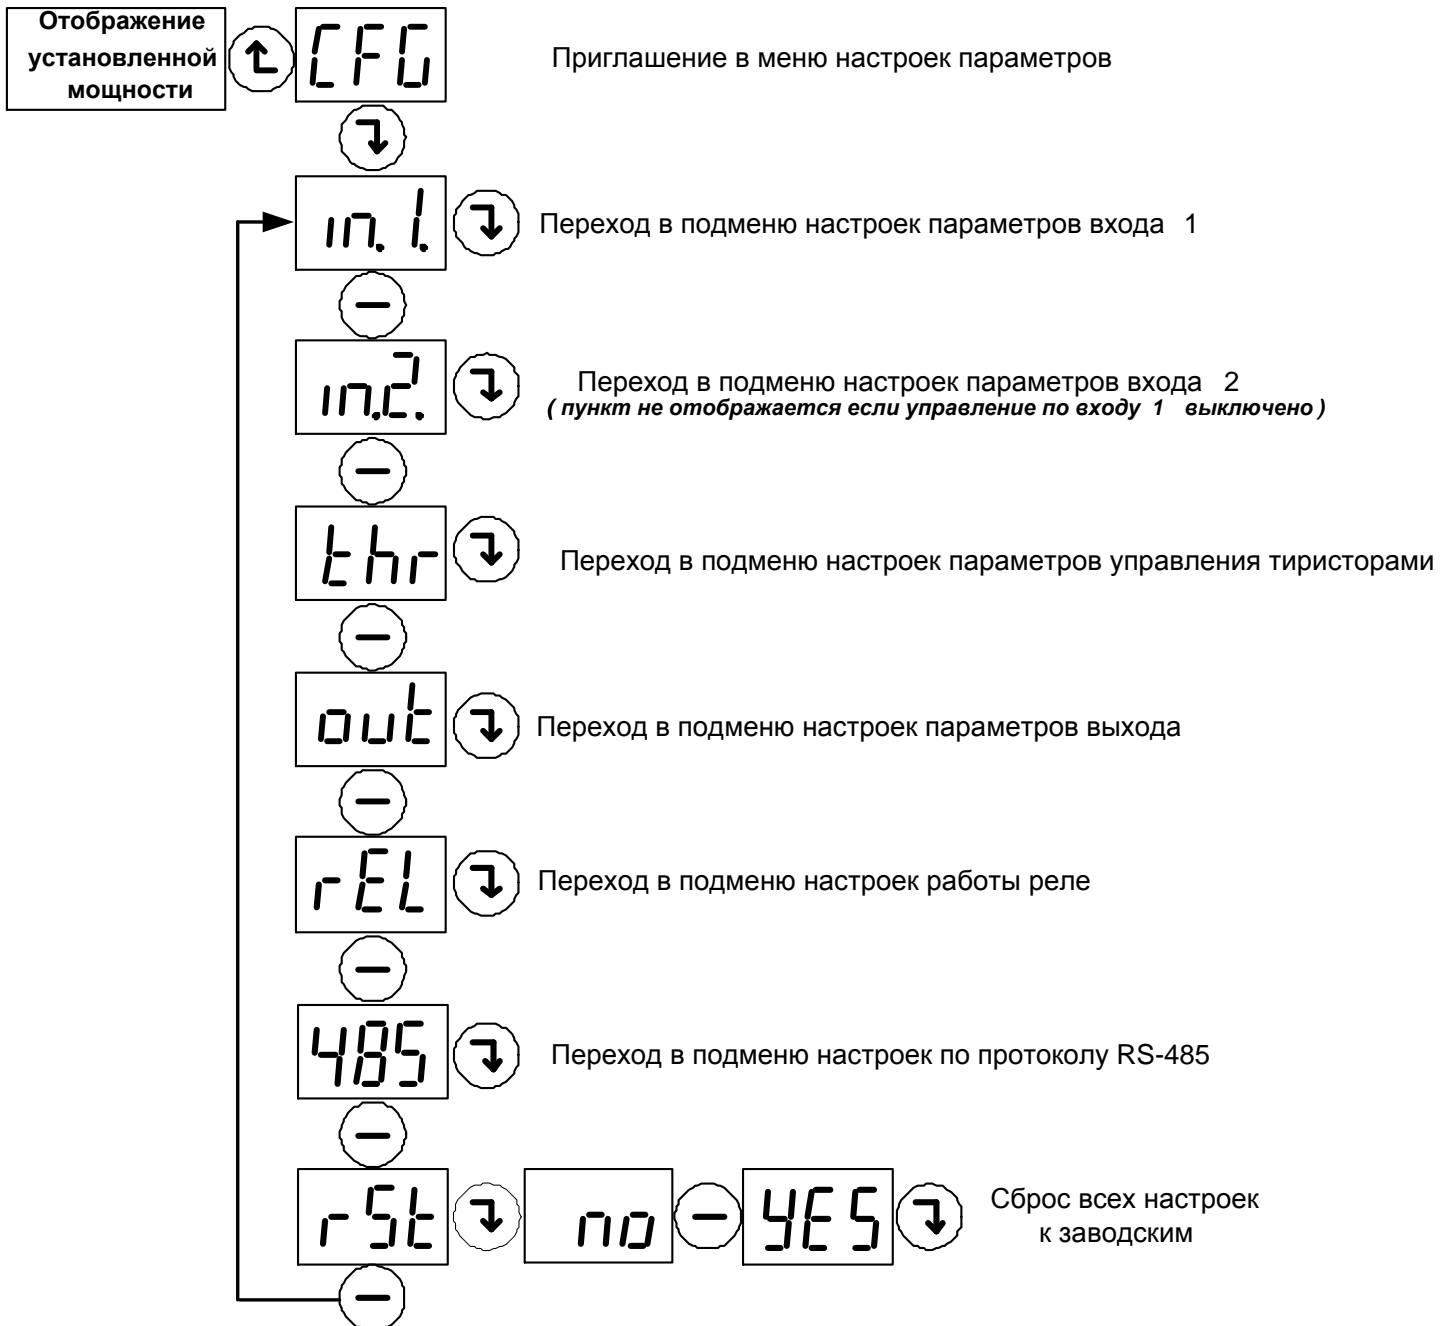 Отображение
установленной
мощности
CFG
Приглашение в меню настроек параметров
in.1.
Переход в подменю настроек параметров входа 1
in.2.
Переход в подменю настроек параметров входа 2
( пункт не отображается если управление по входу 1 выключено )
thr
Переход в подменю настроек параметров управления тиристорами
out
Переход в подменю настроек параметров выхода
rEL
Переход в подменю настроек работы реле
485
Переход в подменю настроек по протоколу RS-485
rSt
no
YES
Сброс всех настроек
к заводским